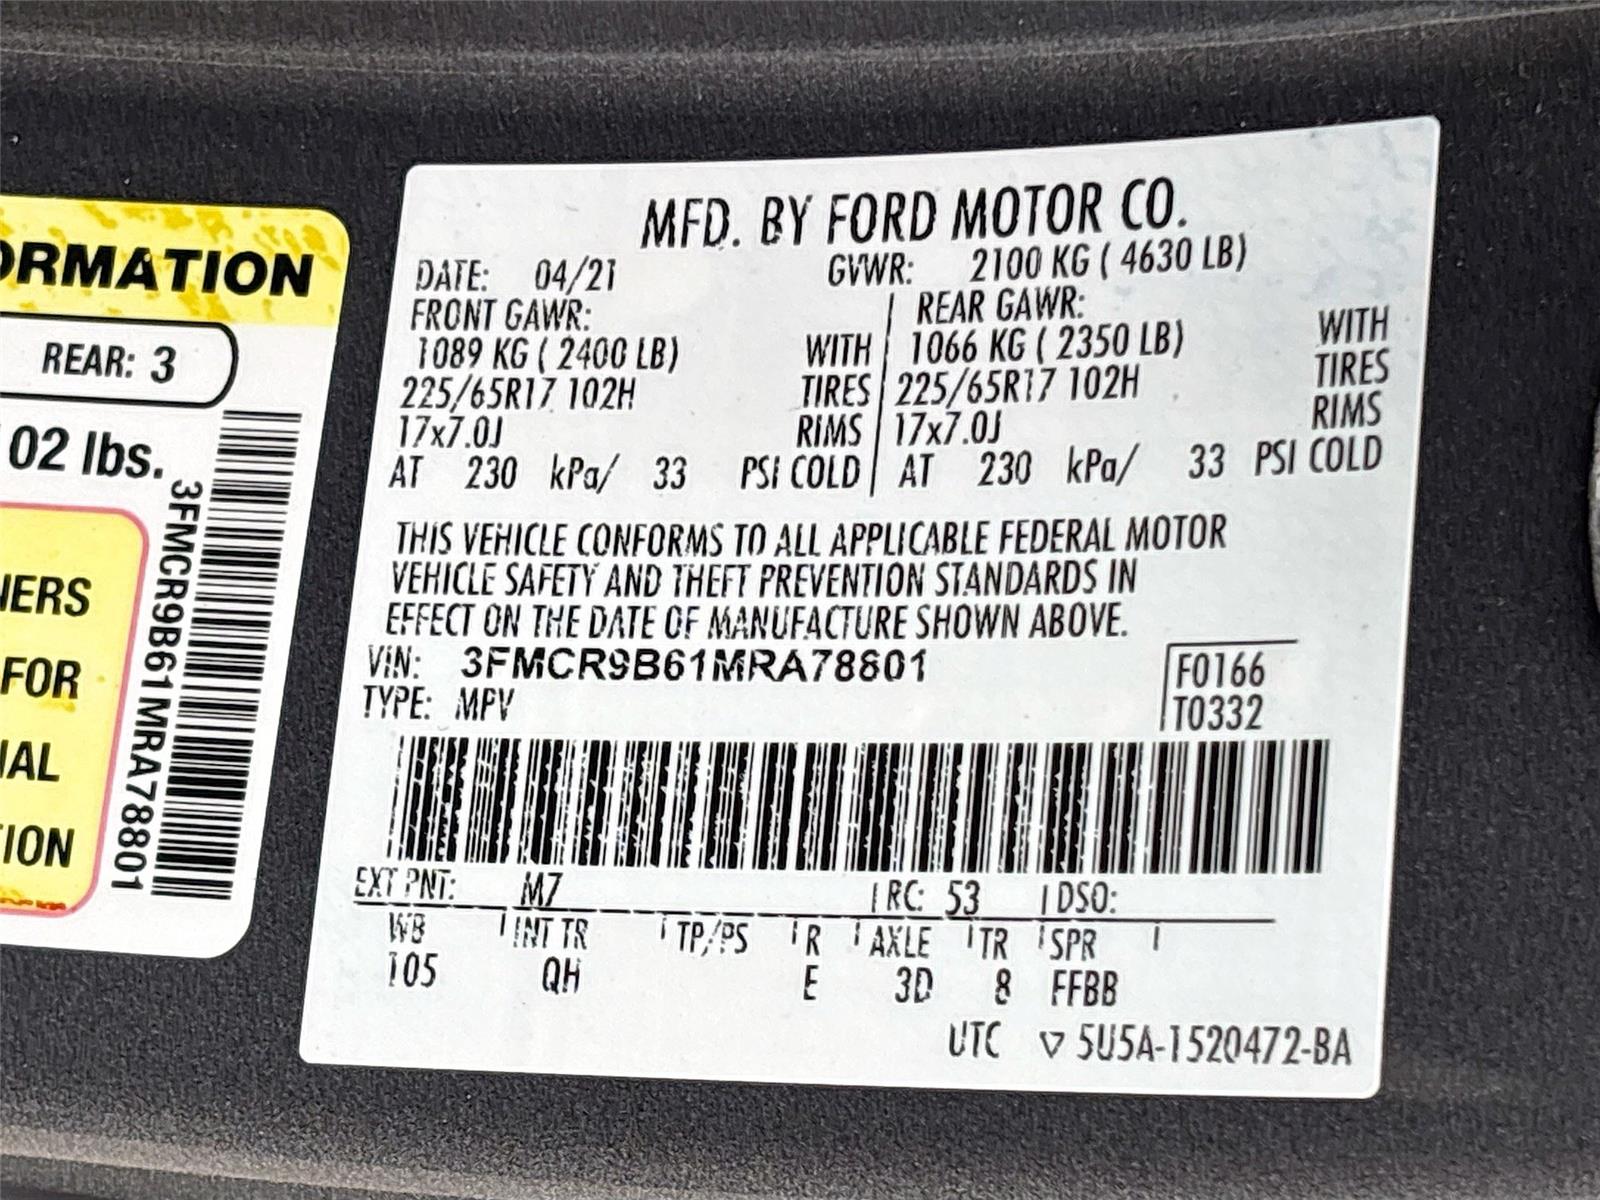 ORMATION
REAR: 3
102 lbs.
NERS
FOR
IAL
ION
3FMCR9B61MRA78801
MFD. BY FORD MOTOR CO.
DATE: 04/21 GVWR: 2100 KG ( 4630 LB)
FRONT GAWR: REAR GAWR:
1089 KG ( 2400 LB) WITH 1066 KG ( 2350 LB) WITH
225/65R17 102H TIRES 225/65R17 102H TIRES
17x7.0J RIMS 17x7.0J RIMS
AT 230 kPa/ 33 PSI COLD AT 230 kPa/ 33 PSI COLD
THIS VEHICLE CONFORMS TO ALL APPLICABLE FEDERAL MOTOR
VEHICLE SAFETY AND THEFT PREVENTION STANDARDS IN
EFFECT ON THE DATE OF MANUFACTURE SHOWN ABOVE.
VIN: 3FMCR9B61MRA78801 F0166
TYPE: MPV T0332
EXT PNT: M7 RC: 53 DSO:
WB INT TR TP/PS R AXLE TR SPR
105 QH E 3D 8 FFBB
UTC ▽ 5U5A-1520472-BA